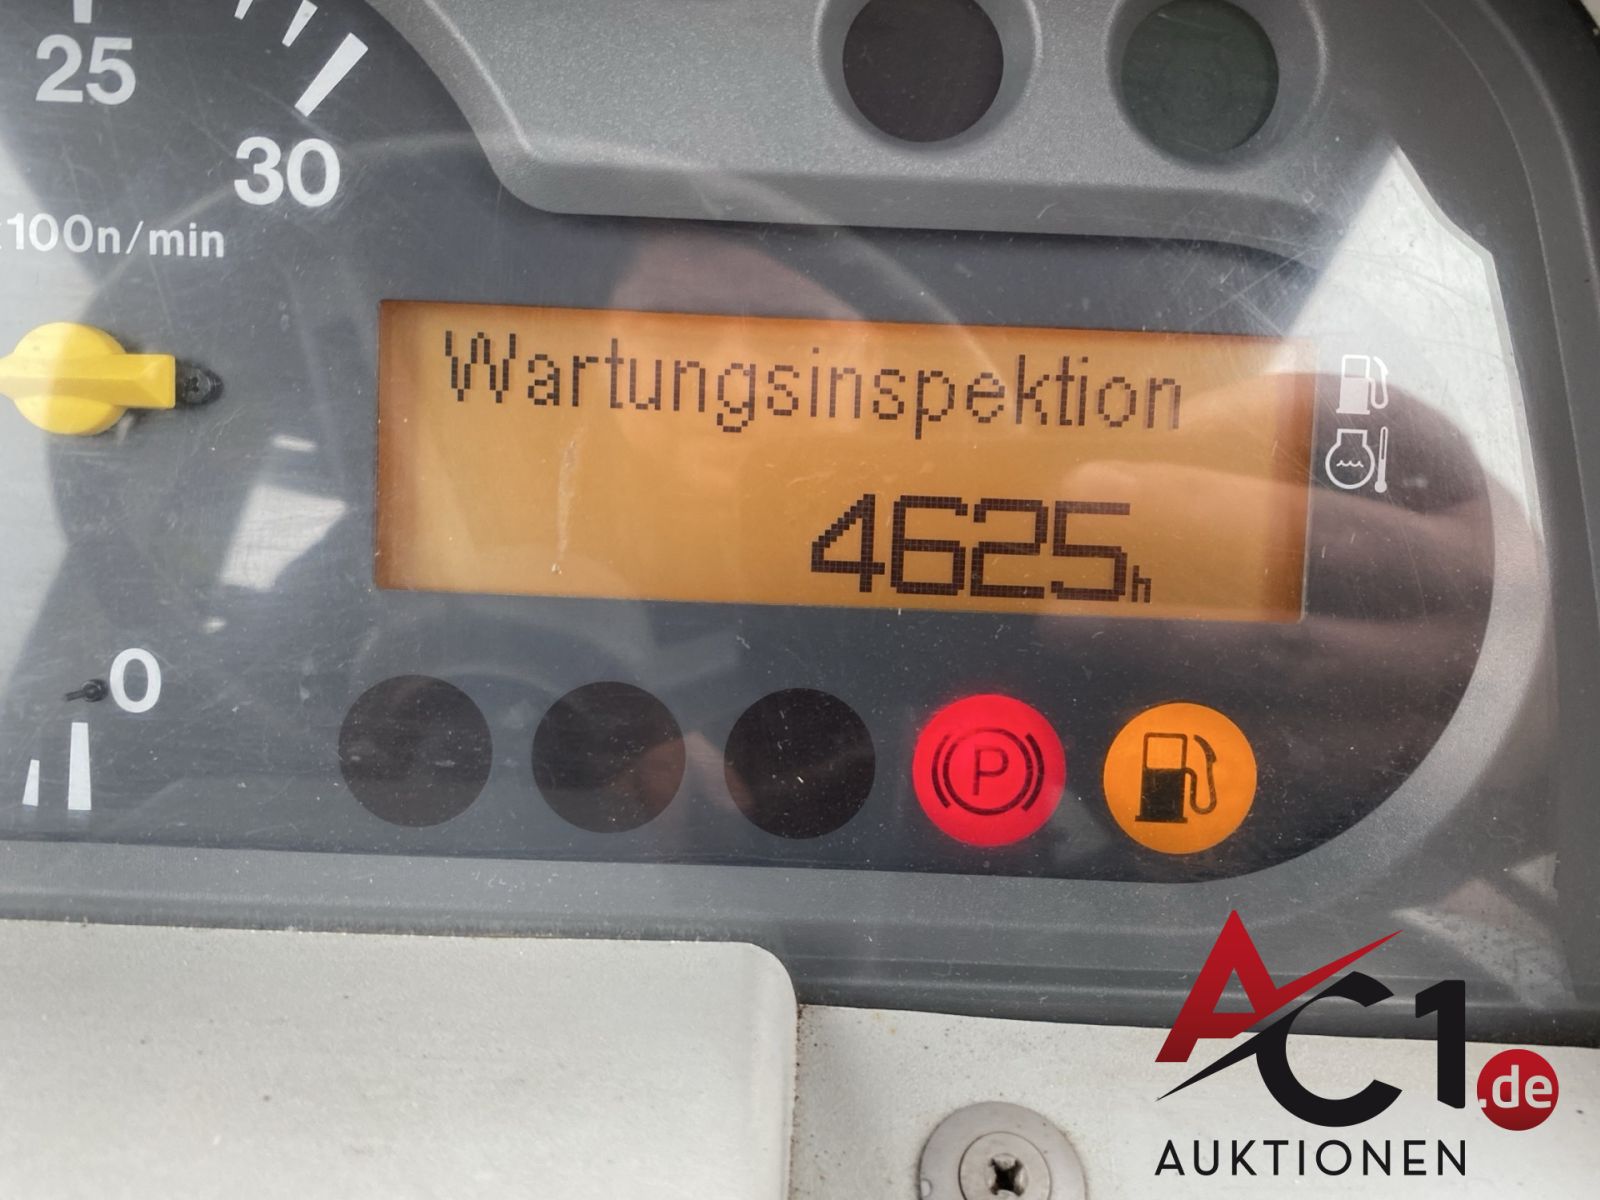 25
30
x100n/min
Wartungsinspektion
4625h
0
P
AC1.de
AUKTIONEN